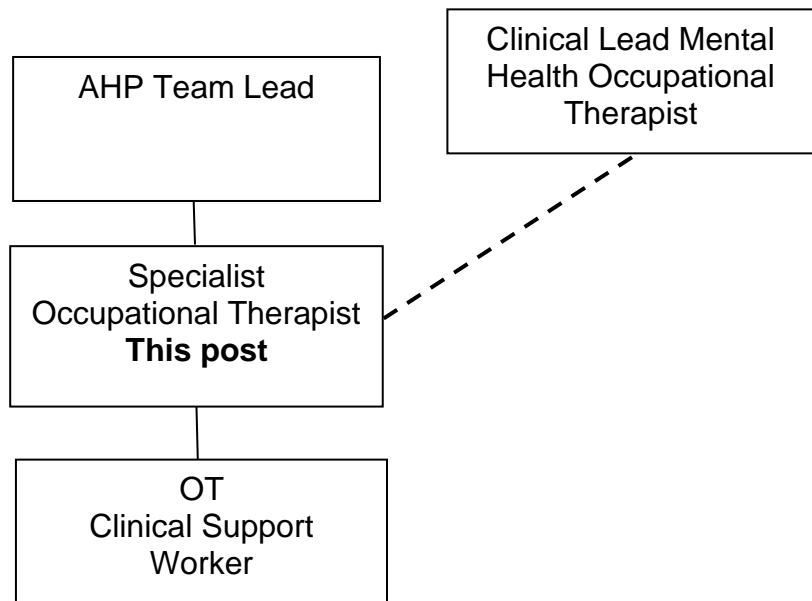 Clinical Lead Mental
Health Occupational
Therapist
AHP Team Lead
Specialist
Occupational Therapist
This post
OT
Clinical Support
Worker